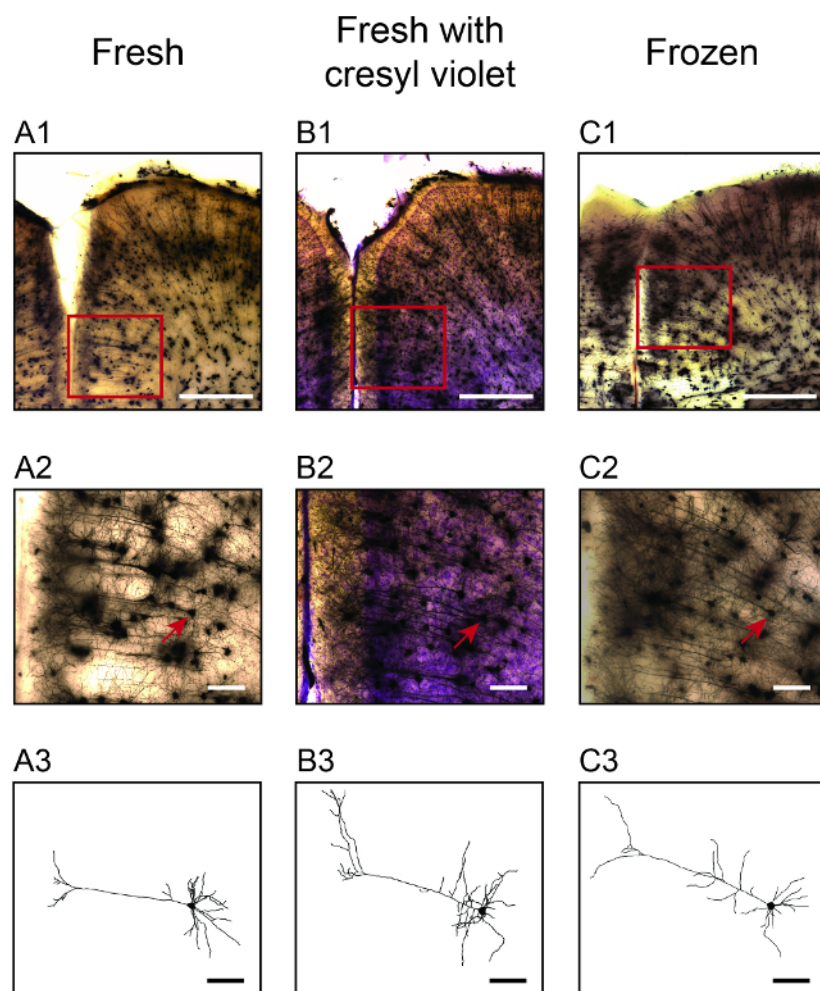 Fresh
Fresh with
cresyl violet
Frozen
A1
B1
C1
A2
B2
C2
A3
B3
C3